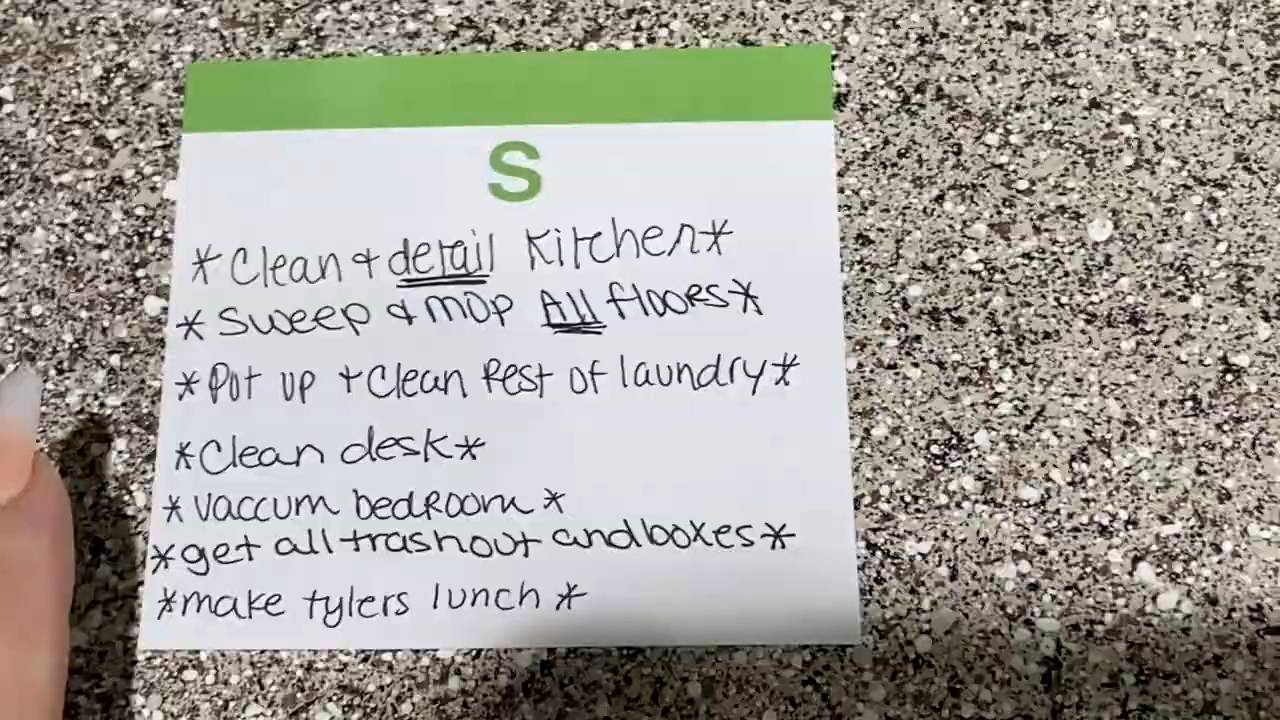 S
*Clean + detail Kitchen*
*Sweep & mop All floors*
*Put up + Clean Rest of laundry*
*Clean desk*
*vaccum bedroom*
*get all trash out and boxes*
*make tylers lunch*